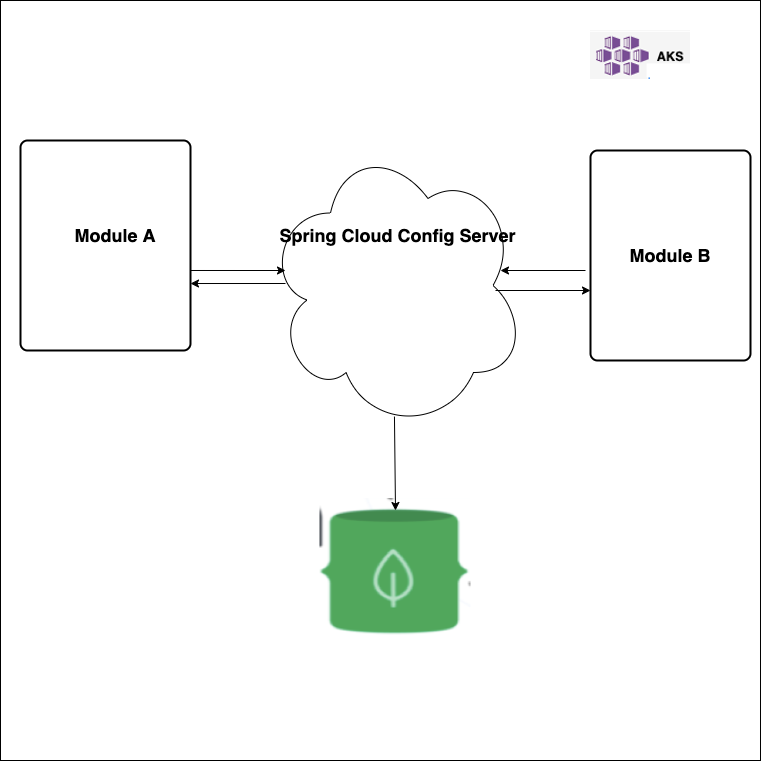 AKS
Module A
Spring Cloud Config Server
Module B